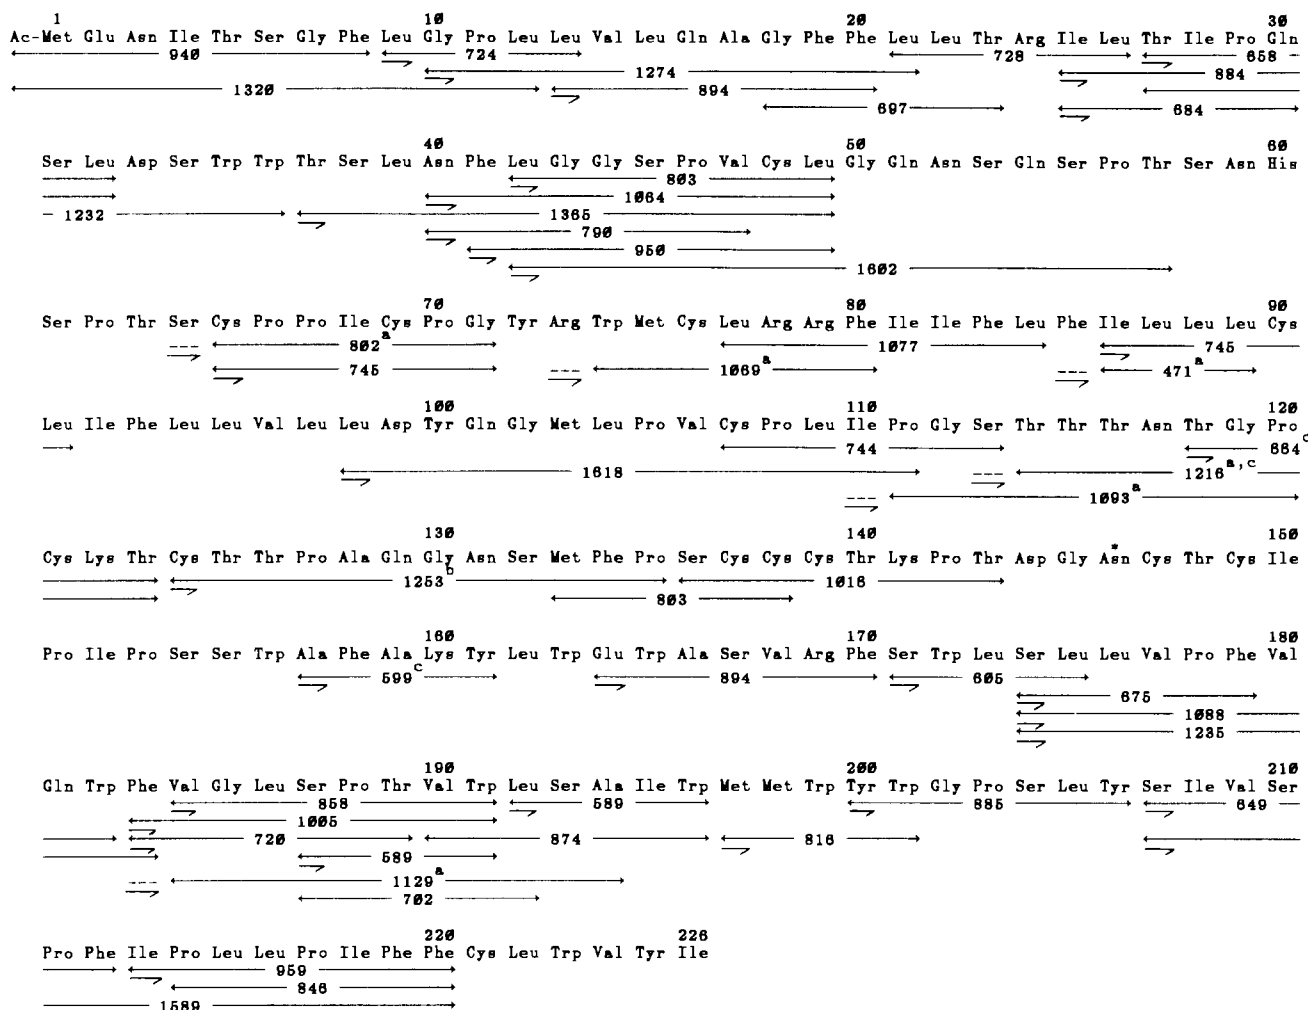 1 10 20 30
Ac-Met Glu Asn Ile Thr Ser Gly Phe Leu Gly Pro Leu Leu Val Leu Gln Ala Gly Phe Phe Leu Leu Thr Arg Ile Leu Thr Ile Pro Gln
940 724 728 658
1274 884
1320 894
697 684
40 50 60
Ser Leu Asp Ser Trp Trp Thr Ser Leu Asn Phe Leu Gly Gly Ser Pro Val Cys Leu Gly Gln Asn Ser Gln Ser Pro Thr Ser Asn His
803
1064
1232 1365
790
950
1602
70 80 90
Ser Pro Thr Ser Cys Pro Pro Ile Cys Pro Gly Tyr Arg Trp Met Cys Leu Arg Arg Phe Ile Ile Phe Leu Phe Ile Leu Leu Leu Cys
802 a 1077 745
745 1069 a 471 a
100 110 120
Leu Ile Phe Leu Leu Val Leu Leu Asp Tyr Gln Gly Met Leu Pro Val Cys Pro Leu Ile Pro Gly Ser Thr Thr Thr Asn Thr Gly Pro
744 664 c
1618 1216 a,c
1093 a
130 140 150
Cys Lys Thr Cys Thr Thr Pro Ala Gln Gly Asn Ser Met Phe Pro Ser Cys Cys Cys Thr Lys Pro Thr Asp Gly Asn* Cys Thr Cys Ile
1253 b 1016
803
160 170 180
Pro Ile Pro Ser Ser Trp Ala Phe Ala Lys Tyr Leu Trp Glu Trp Ala Ser Val Arg Phe Ser Trp Leu Ser Leu Leu Val Pro Phe Val
599 c 894 605
675
1088
1235
190 200 210
Gln Trp Phe Val Gly Leu Ser Pro Thr Val Trp Leu Ser Ala Ile Trp Met Met Trp Tyr Trp Gly Pro Ser Leu Tyr Ser Ile Val Ser
858 589 885 649
1005
720 874 816
589
1129 a
702
220 226
Pro Phe Ile Pro Leu Leu Pro Ile Phe Phe Cys Leu Trp Val Tyr Ile
959
846
1589